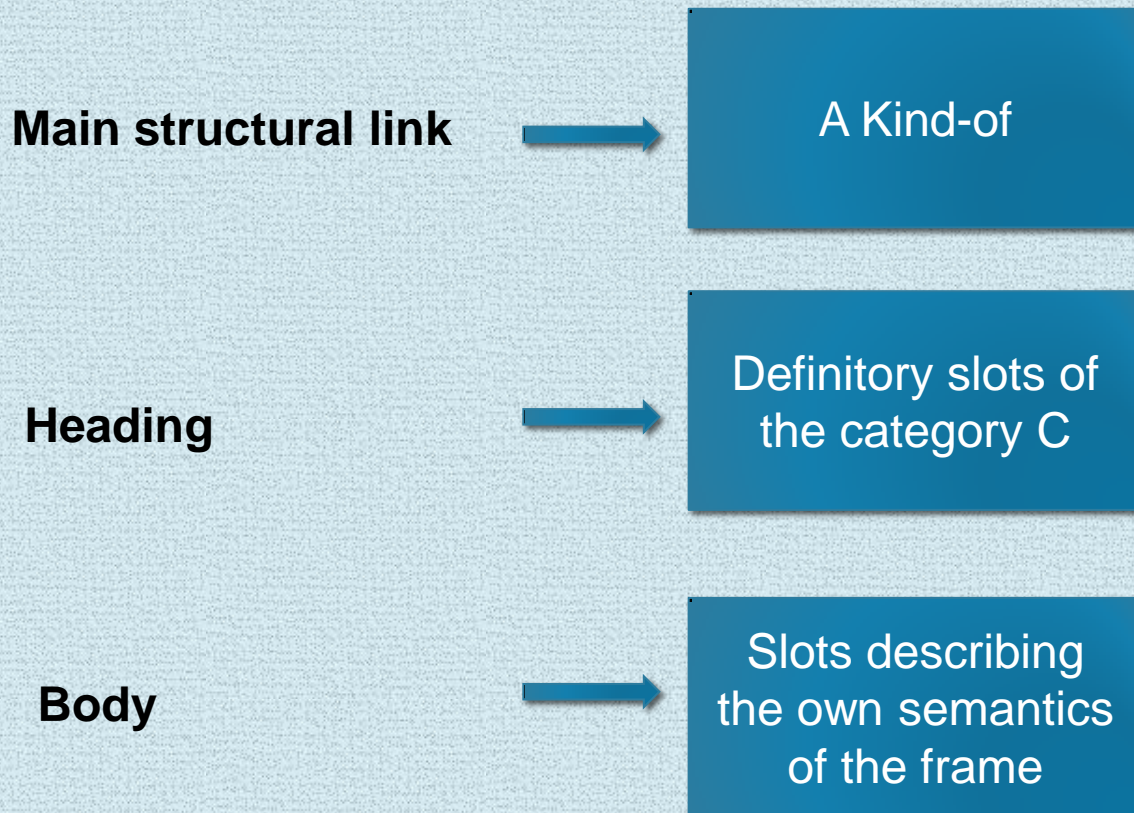 Main structural link
A Kind-of
Heading
Definitory slots of
the category C
Body
Slots describing
the own semantics
of the frame